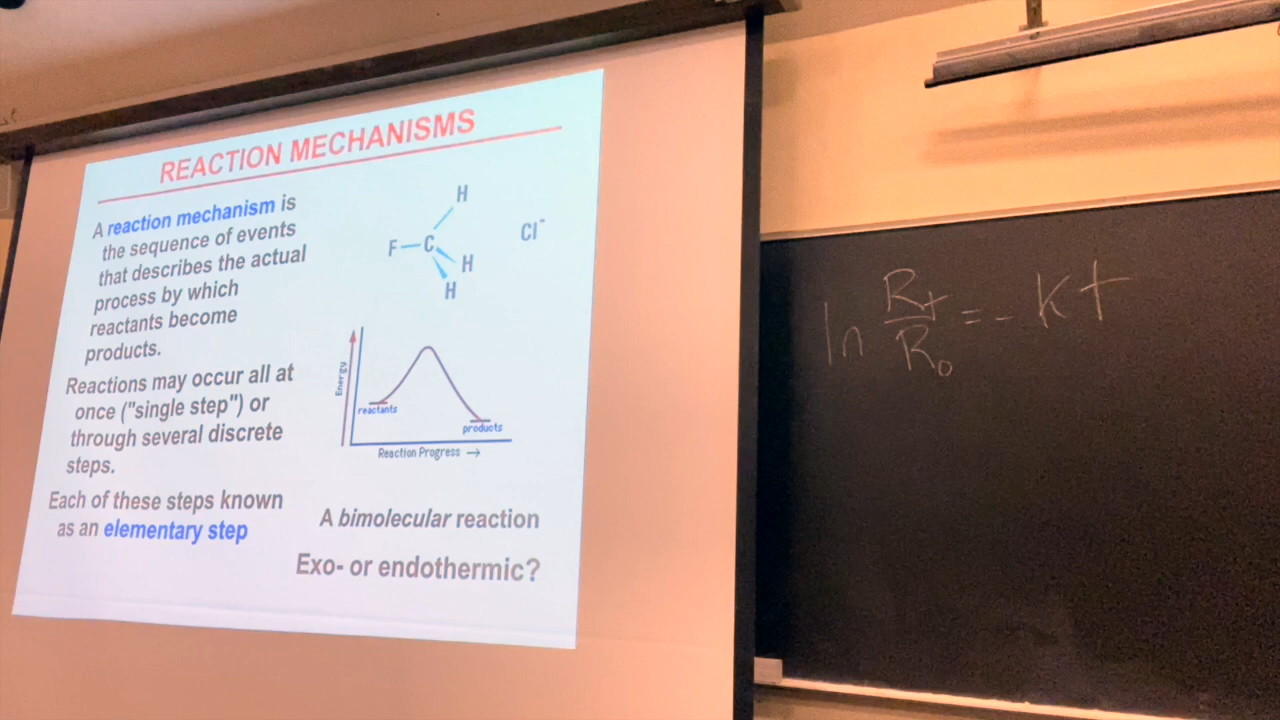 REACTION MECHANISMS
A reaction mechanism is
the sequence of events
that describes the actual
process by which
reactants become
products.
Reactions may occur all at
once ("single step") or
through several discrete
steps.
Each of these steps known
as an elementary step
H
F—C
H
H
Cl⁻
Energy
reactants
products
Reaction Progress →
A bimolecular reaction
Exo- or endothermic?
ln Rt/R0 = - kt